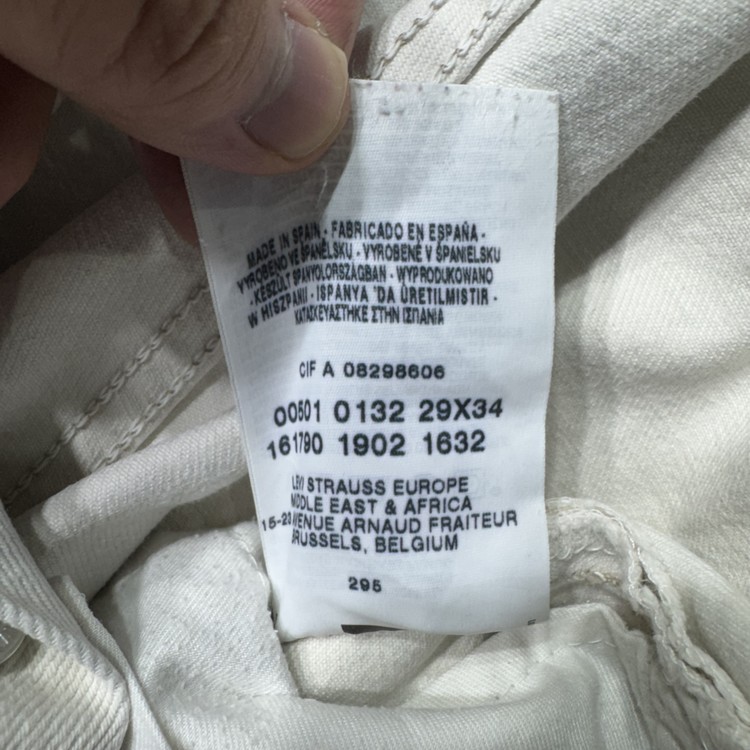 MADE IN SPAIN - FABRICADO EN ESPAÑA -
VYROBENO VE ŠPANĚLSKU - VYROBENÉ V ŠPANIELSKU
- KÉSZÜLT SPANYOLORSZÁGBAN - WYPRODUKOWANO
W HISZPANII - ISPANYA 'DA ÜRETILMISTIR -
ΚΑΤΑΣΚΕΥΑΣΤΗΚΕ ΣΤΗΝ ΙΣΠΑΝΙΑ
CIF A 08298606
00501 0132 29X34
161790 1902 1632
LEVI STRAUSS EUROPE
MIDDLE EAST & AFRICA
AVENUE ARNAUD FRAITEUR
BRUSSELS, BELGIUM
295